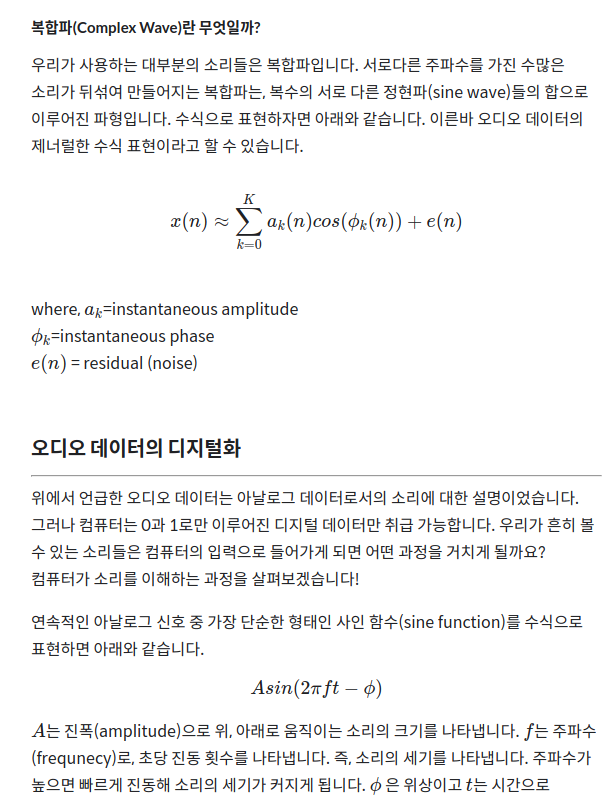 복합파(Complex Wave)란 무엇일까?
우리가 사용하는 대부분의 소리들은 복합파입니다. 서로다른 주파수를 가진 수많은
소리가 뒤섞여 만들어지는 복합파는, 복수의 서로 다른 정현파(sine wave)들의 합으로
이루어진 파형입니다. 수식으로 표현하자면 아래와 같습니다. 이른바 오디오 데이터의
제너럴한 수식 표현이라고 할 수 있습니다.
x(n) ≈ ∑_{k=0}^{K} a_k(n)cos(ϕ_k(n)) + e(n)
where, a_k=instantaneous amplitude
ϕ_k=instantaneous phase
e(n) = residual (noise)
오디오 데이터의 디지털화
위에서 언급한 오디오 데이터는 아날로그 데이터로서의 소리에 대한 설명이었습니다.
그러나 컴퓨터는 0과 1로만 이루어진 디지털 데이터만 취급 가능합니다. 우리가 흔히 볼
수 있는 소리들은 컴퓨터의 입력으로 들어가게 되면 어떤 과정을 거치게 될까요?
컴퓨터가 소리를 이해하는 과정을 살펴보겠습니다!
연속적인 아날로그 신호 중 가장 단순한 형태인 사인 함수(sine function)를 수식으로
표현하면 아래와 같습니다.
Asin(2πft − ϕ)
A는 진폭(amplitude)으로 위, 아래로 움직이는 소리의 크기를 나타냅니다. f는 주파수
(frequnecy)로, 초당 진동 횟수를 나타냅니다. 즉, 소리의 세기를 나타냅니다. 주파수가
높으면 빠르게 진동해 소리의 세기가 커지게 됩니다. ϕ 은 위상이고 t는 시간으로